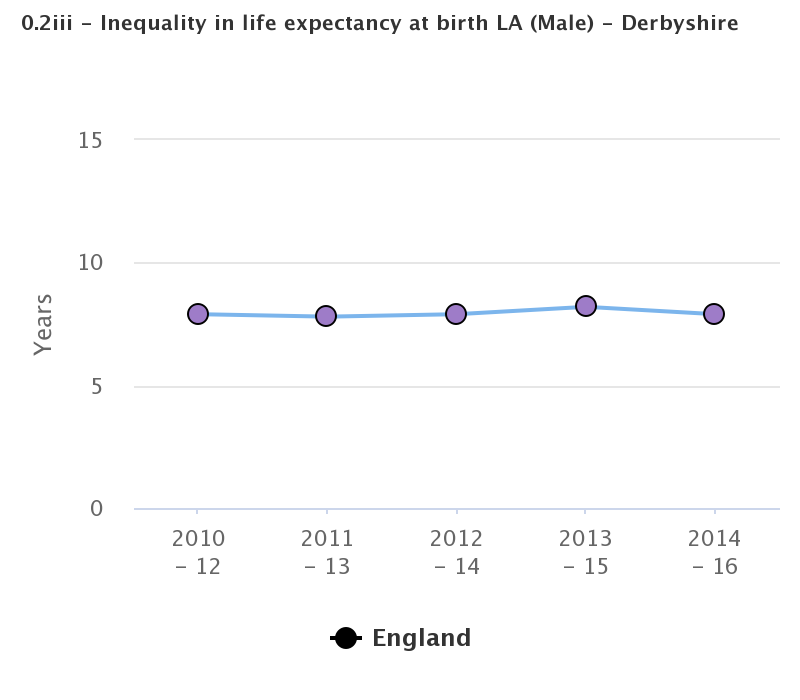 0.2iii – Inequality in life expectancy at birth LA (Male) – Derbyshire
15
10
5
0
Years
2010 – 12
2011 – 13
2012 – 14
2013 – 15
2014 – 16
England